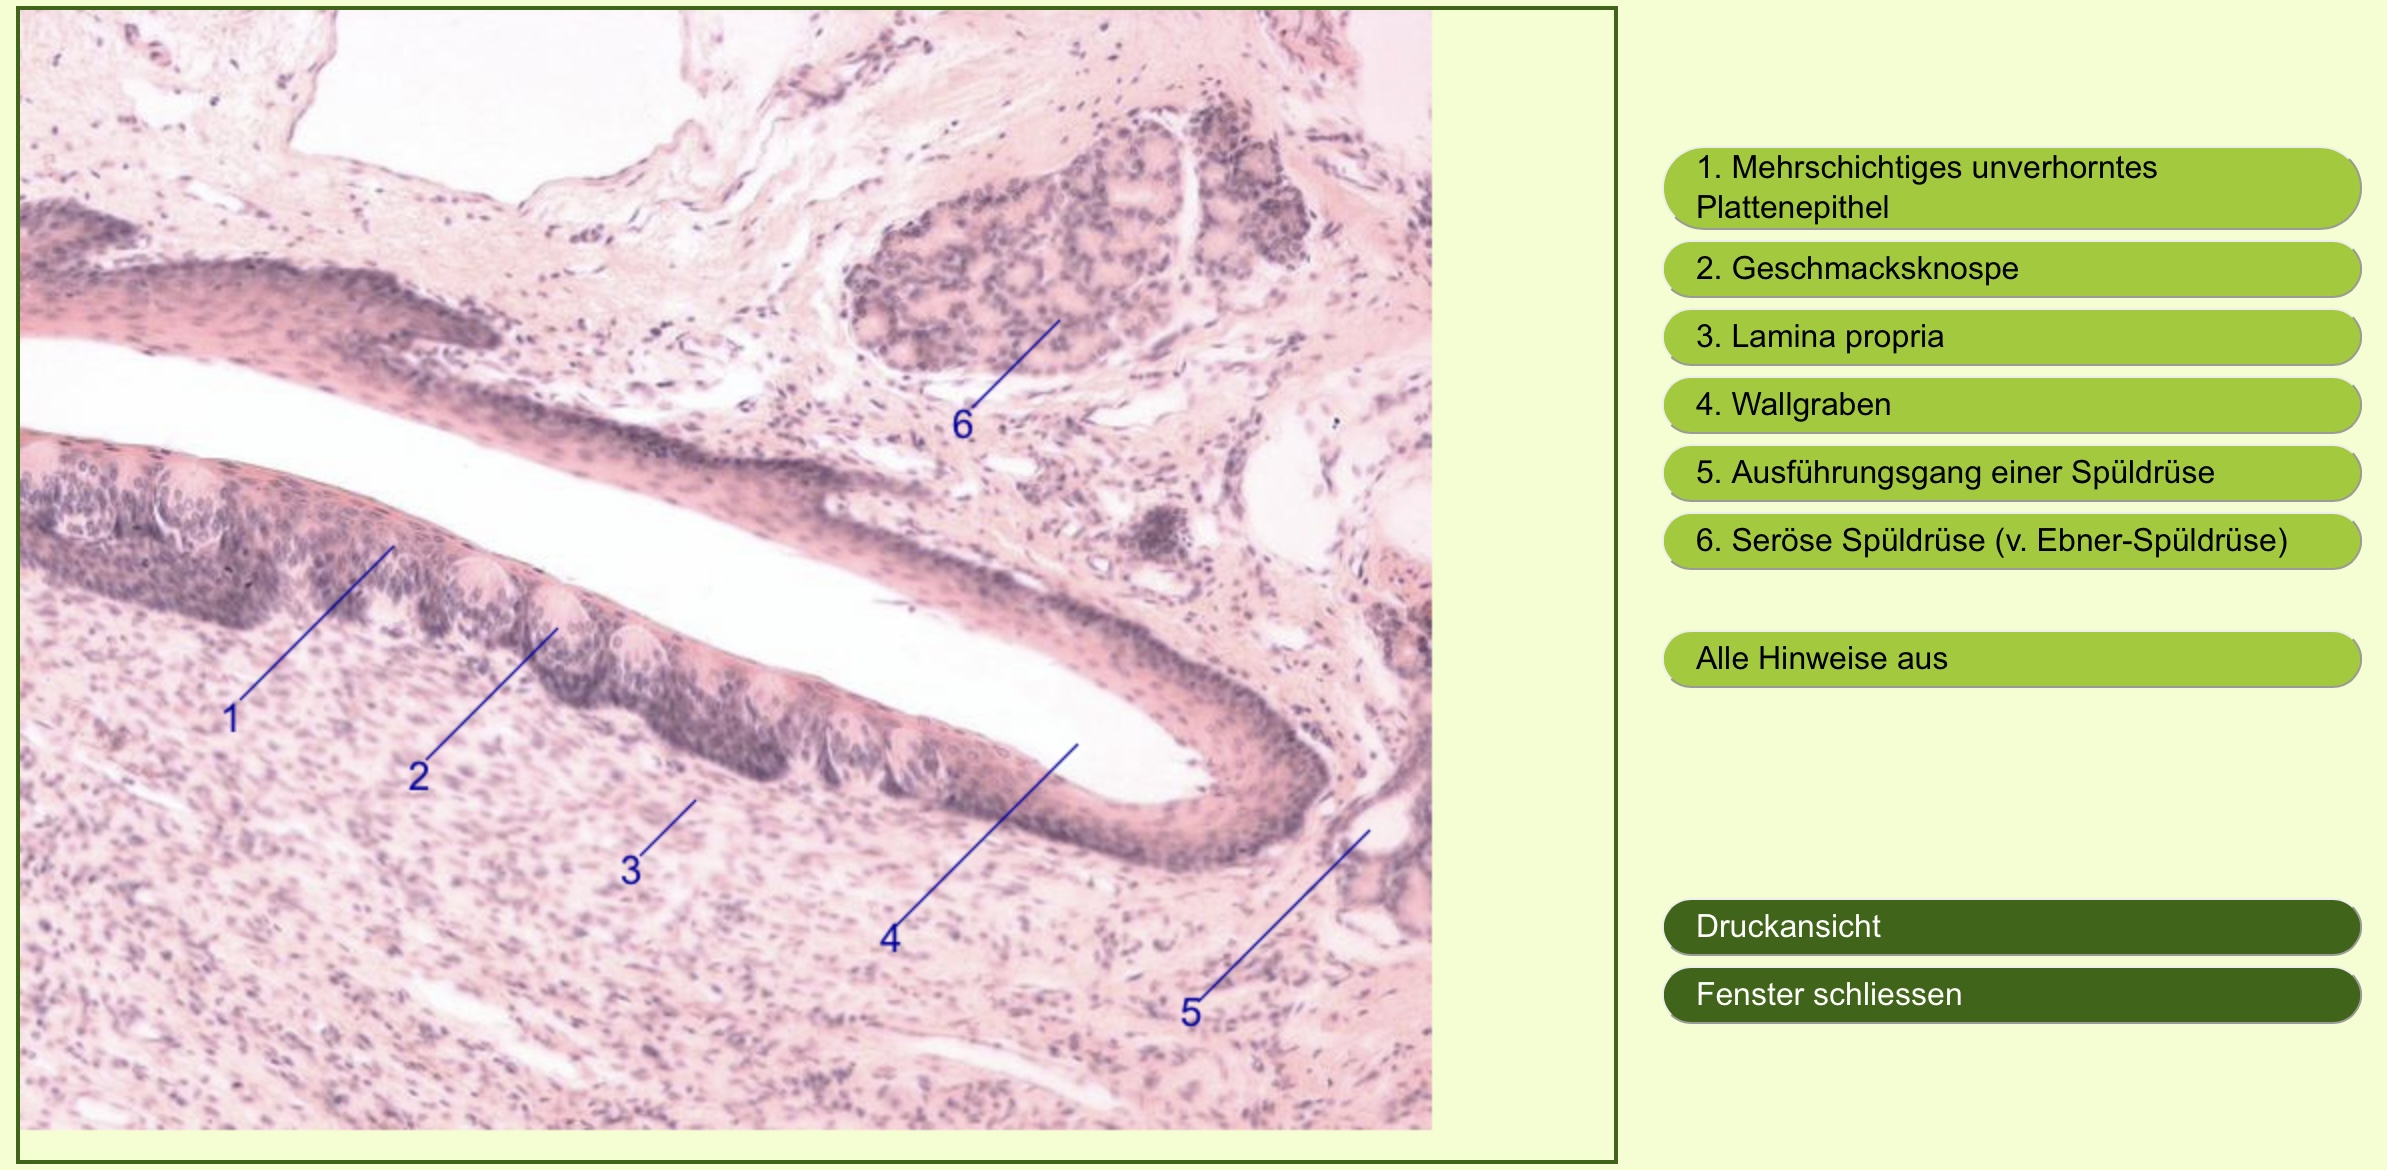 6
1
2
3
4
5
1. Mehrschichtiges unverhorntes
Plattenepithel
2. Geschmacksknospe
3. Lamina propria
4. Wallgraben
5. Ausführungsgang einer Spüldrüse
6. Seröse Spüldrüse (v. Ebner-Spüldrüse)
Alle Hinweise aus
Druckansicht
Fenster schliessen